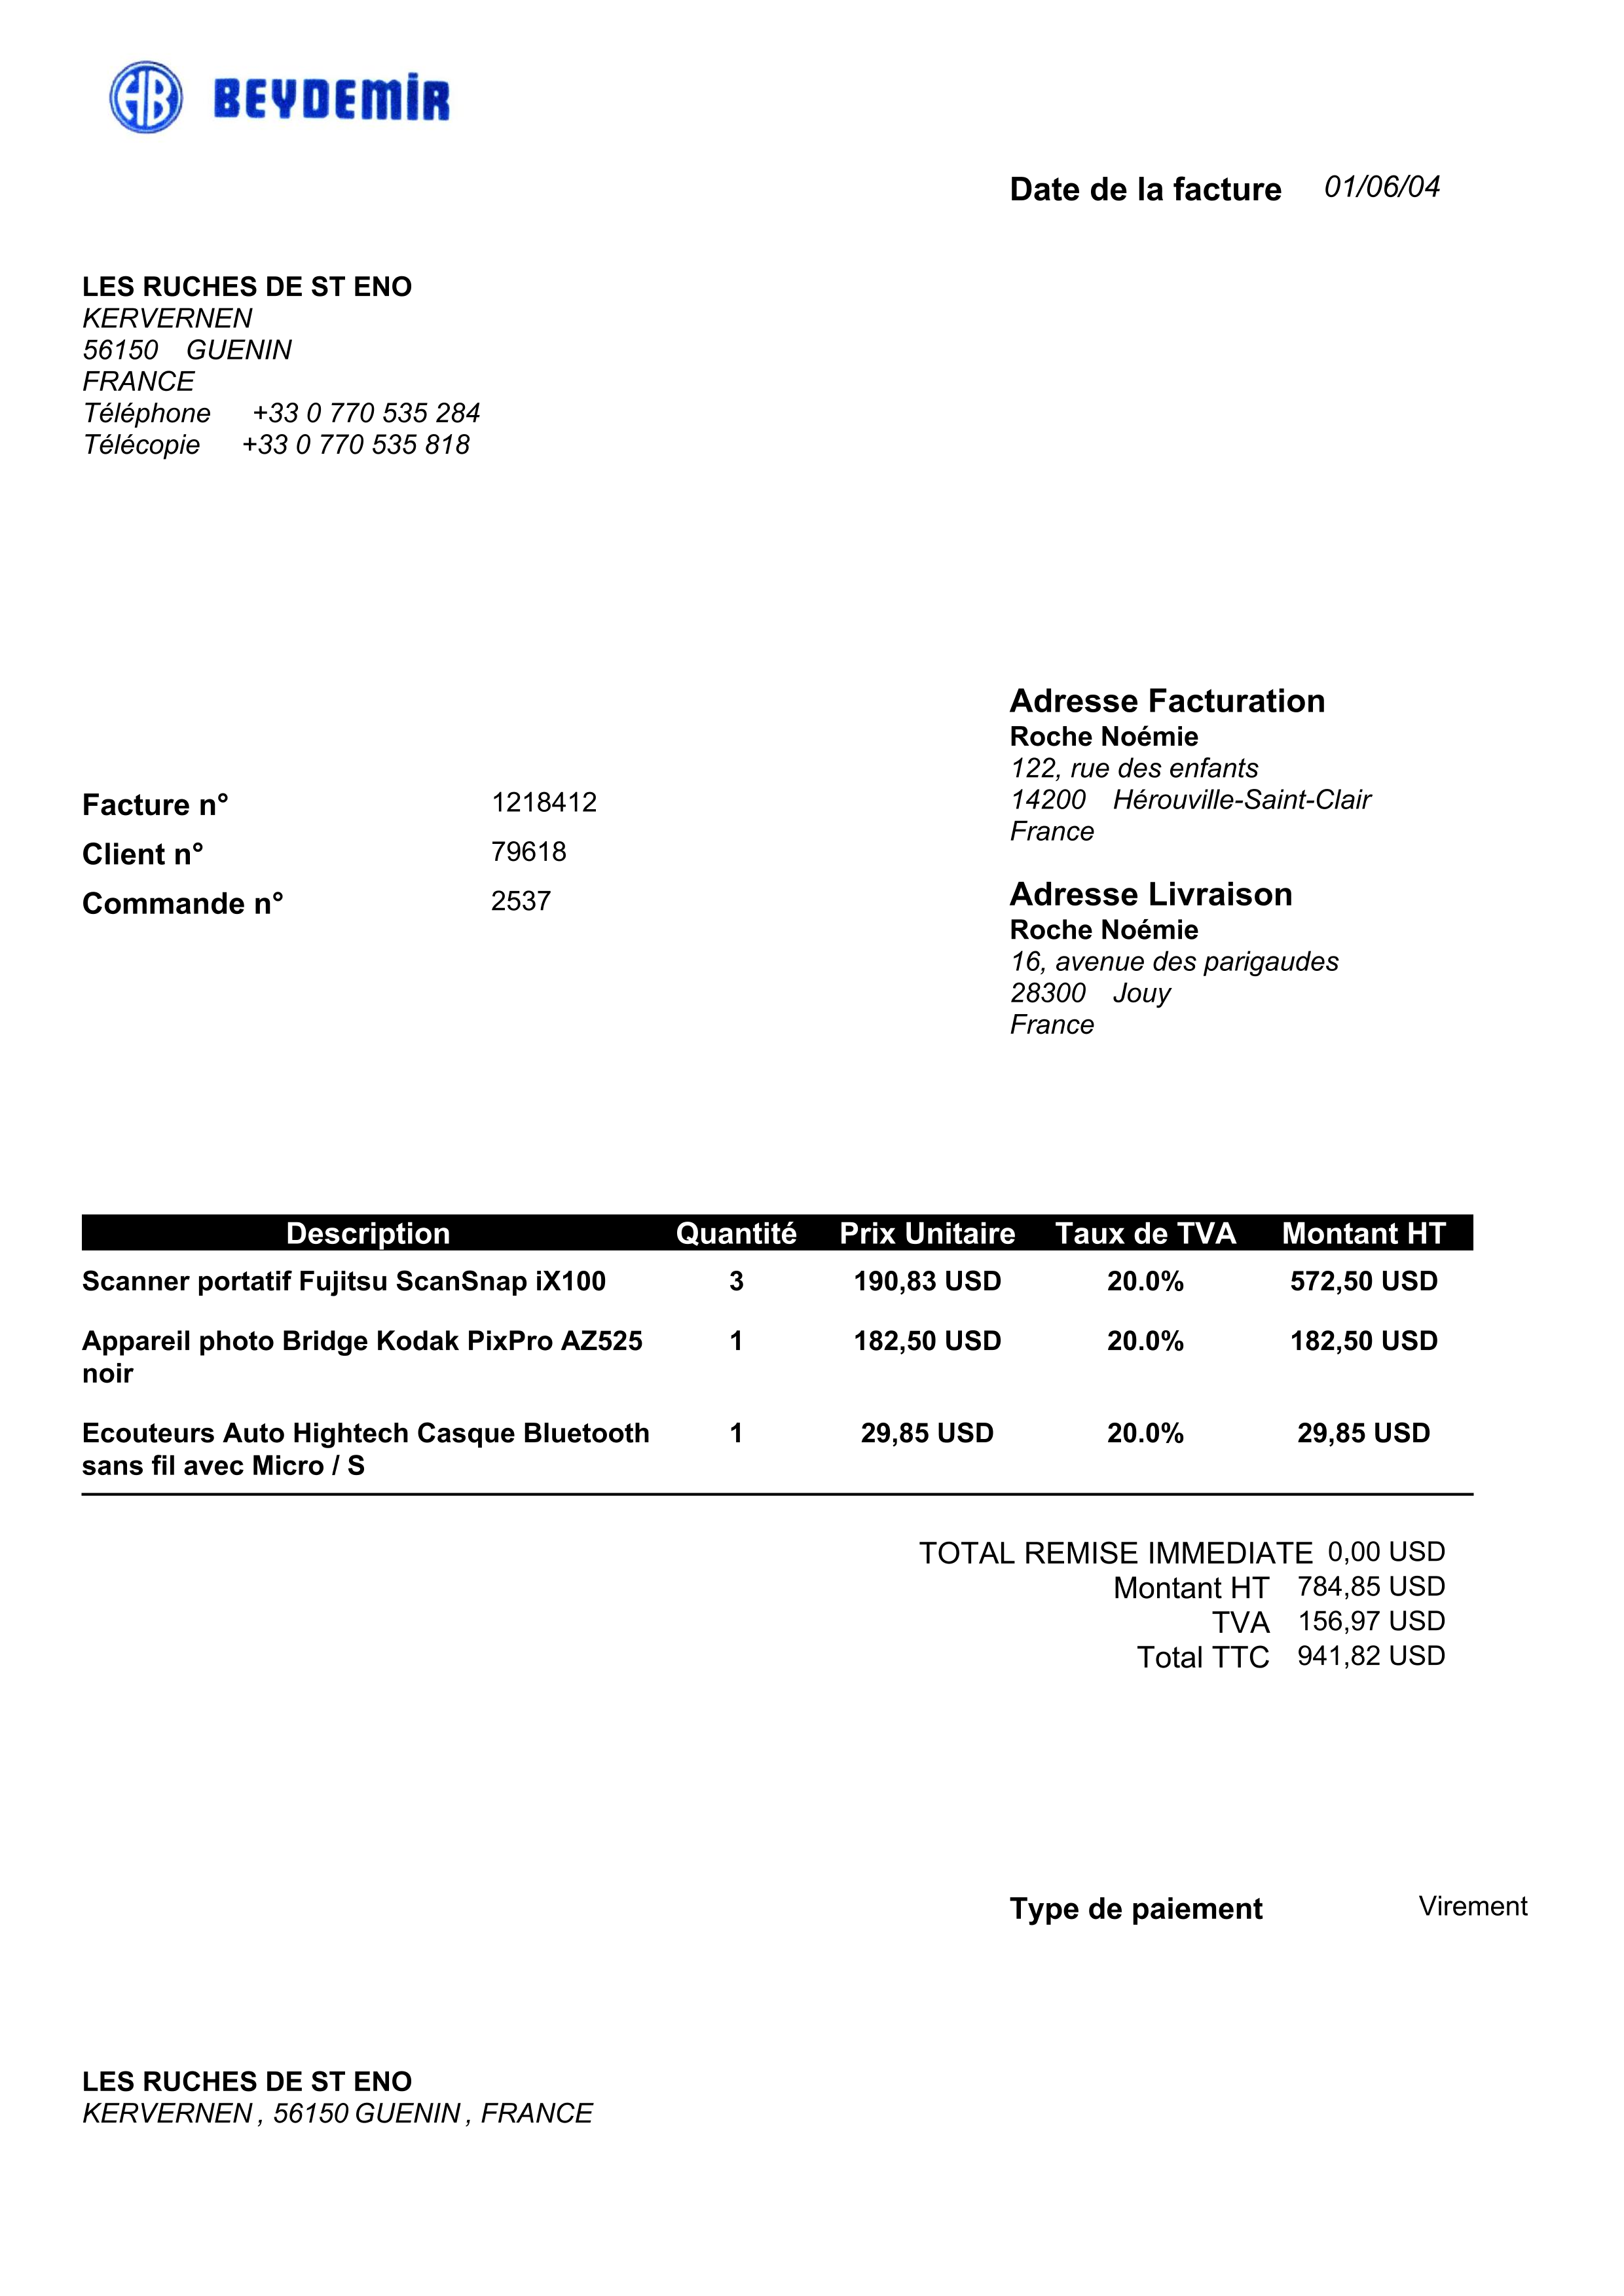 HB BEYDEMİR
Date de la facture 01/06/04
LES RUCHES DE ST ENO
KERVERNEN
56150 GUENIN
FRANCE
Téléphone +33 0 770 535 284
Télécopie +33 0 770 535 818
Adresse Facturation
Roche Noémie
122, rue des enfants
14200 Hérouville-Saint-Clair
France
Facture n° 1218412
Client n° 79618
Commande n° 2537
Adresse Livraison
Roche Noémie
16, avenue des parigaudes
28300 Jouy
France
Description Quantité Prix Unitaire Taux de TVA Montant HT
Scanner portatif Fujitsu ScanSnap iX100 3 190,83 USD 20.0% 572,50 USD
Appareil photo Bridge Kodak PixPro AZ525 1 182,50 USD 20.0% 182,50 USD
noir
Ecouteurs Auto Hightech Casque Bluetooth 1 29,85 USD 20.0% 29,85 USD
sans fil avec Micro / S
TOTAL REMISE IMMEDIATE 0,00 USD
Montant HT 784,85 USD
TVA 156,97 USD
Total TTC 941,82 USD
Type de paiement Virement
LES RUCHES DE ST ENO
KERVERNEN , 56150 GUENIN , FRANCE